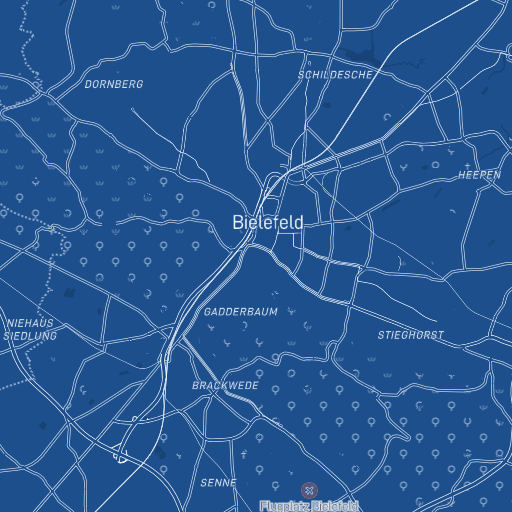 SCHILDESCHE
DORNBERG
HEEPEN
Bielefeld
GADDERBAUM
NIEHAUS
SIEDLUNG
STIEGHORST
BRACKWEDE
SENNE
Flugplatz Bielefeld